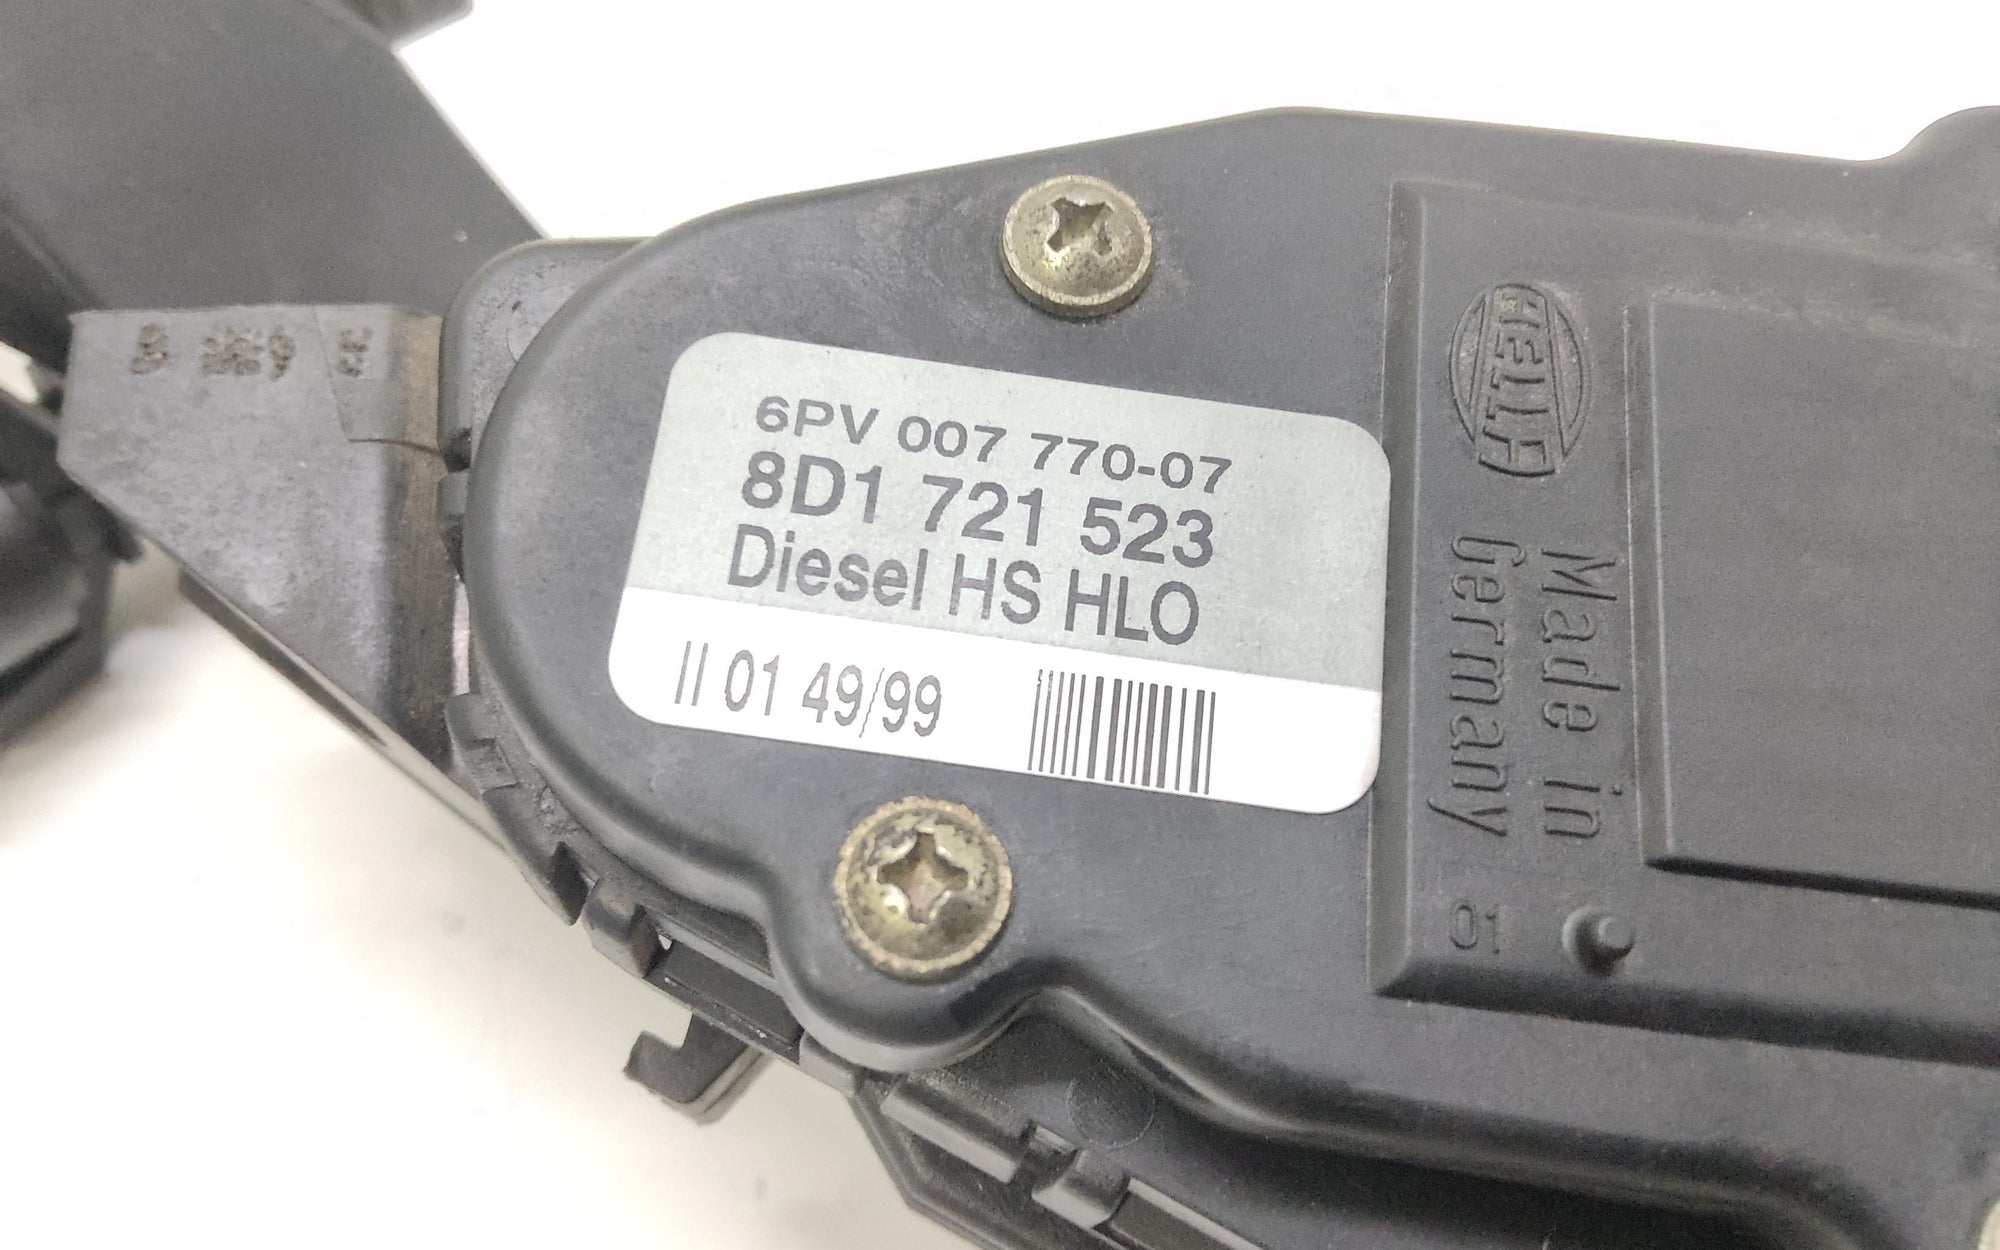 6PV 007 770-07
8D1 721 523
Diesel HS HLO
II 01 49/99
HELLA
Made in
Germany
01